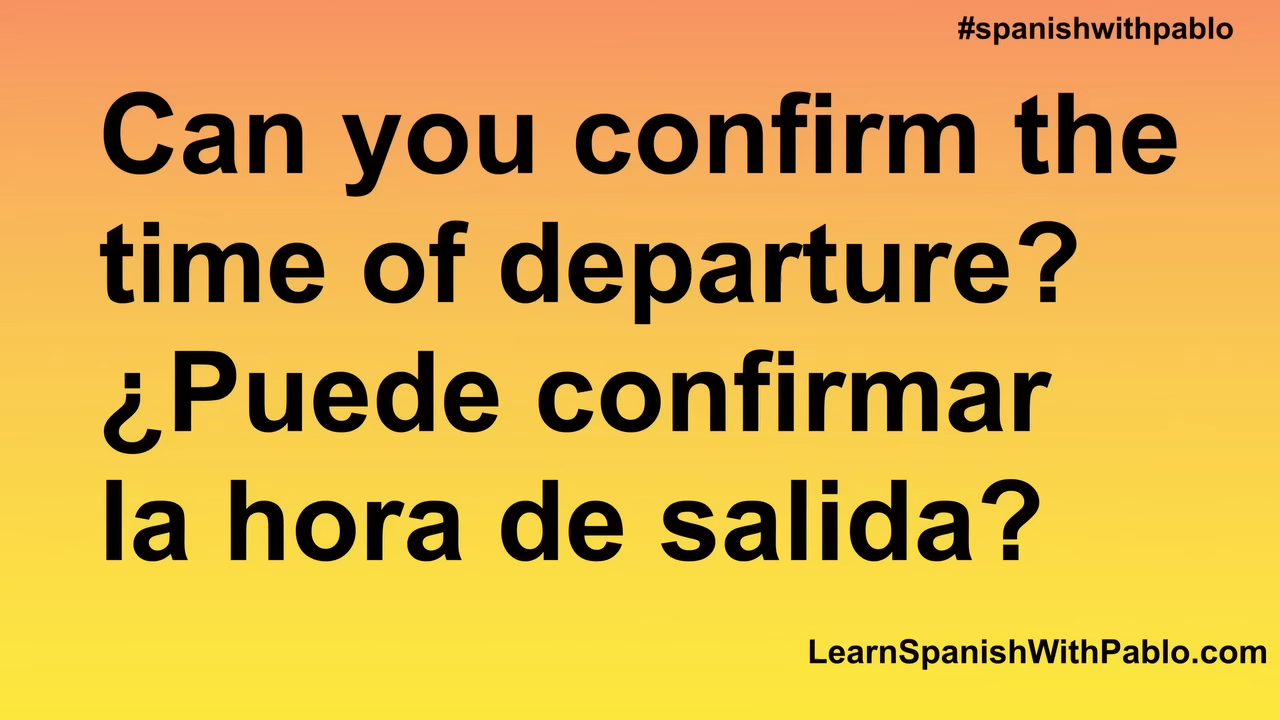 #spanishwithpablo
Can you confirm the
time of departure?
¿Puede confirmar
la hora de salida?
LearnSpanishWithPablo.com